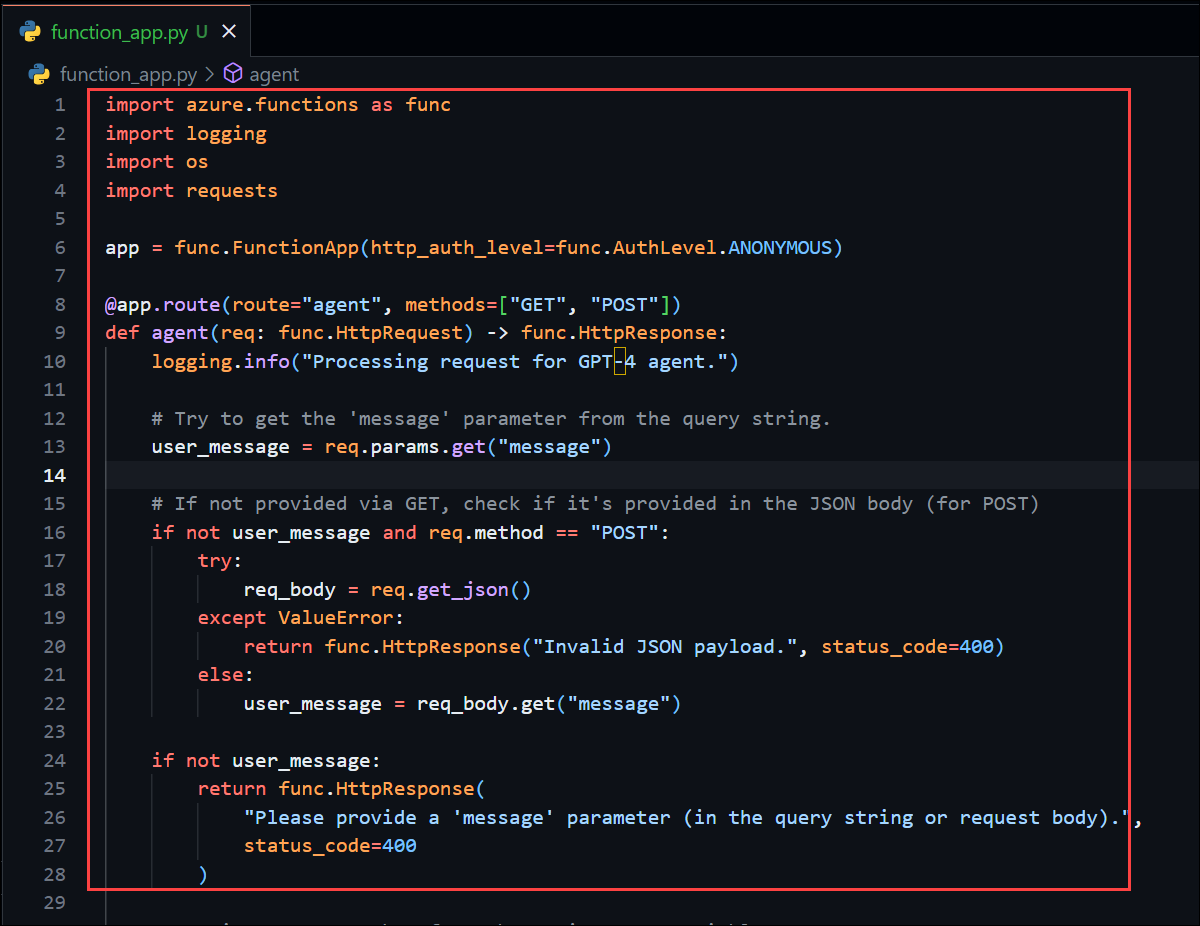 function_app.py U ×
function_app.py > agent
1 import azure.functions as func
2 import logging
3 import os
4 import requests
5
6 app = func.FunctionApp(http_auth_level=func.AuthLevel.ANONYMOUS)
7
8 @app.route(route="agent", methods=["GET", "POST"])
9 def agent(req: func.HttpRequest) -> func.HttpResponse:
10     logging.info("Processing request for GPT-4 agent.")
11
12     # Try to get the 'message' parameter from the query string.
13     user_message = req.params.get("message")
14
15     # If not provided via GET, check if it's provided in the JSON body (for POST)
16     if not user_message and req.method == "POST":
17         try:
18             req_body = req.get_json()
19         except ValueError:
20             return func.HttpResponse("Invalid JSON payload.", status_code=400)
21         else:
22             user_message = req_body.get("message")
23
24     if not user_message:
25         return func.HttpResponse(
26             "Please provide a 'message' parameter (in the query string or request body).",
27             status_code=400
28         )
29